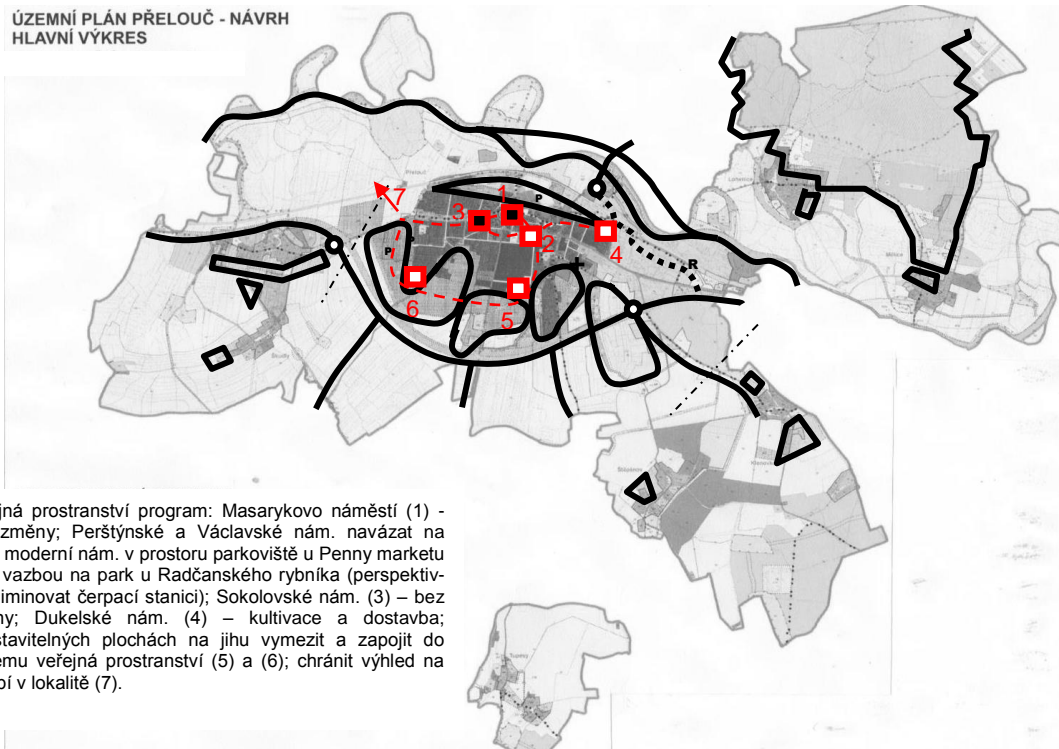 ÚZEMNÍ PLÁN PŘELOUČ - NÁVRH
HLAVNÍ VÝKRES
7
1
P
3
2
4
P
R
6
5
jná prostranství program: Masarykovo náměstí (1) -
změny; Perštýnské a Václavské nám. navázat na
moderní nám. v prostoru parkoviště u Penny marketu
vazbou na park u Radčanského rybníka (perspektiv-
iminovat čerpací stanici); Sokolovské nám. (3) – bez
ny; Dukelské nám. (4) – kultivace a dostavba;
stavitelných plochách na jihu vymezit a zapojit do
ému veřejná prostranství (5) a (6); chránit výhled na
bí v lokalitě (7).